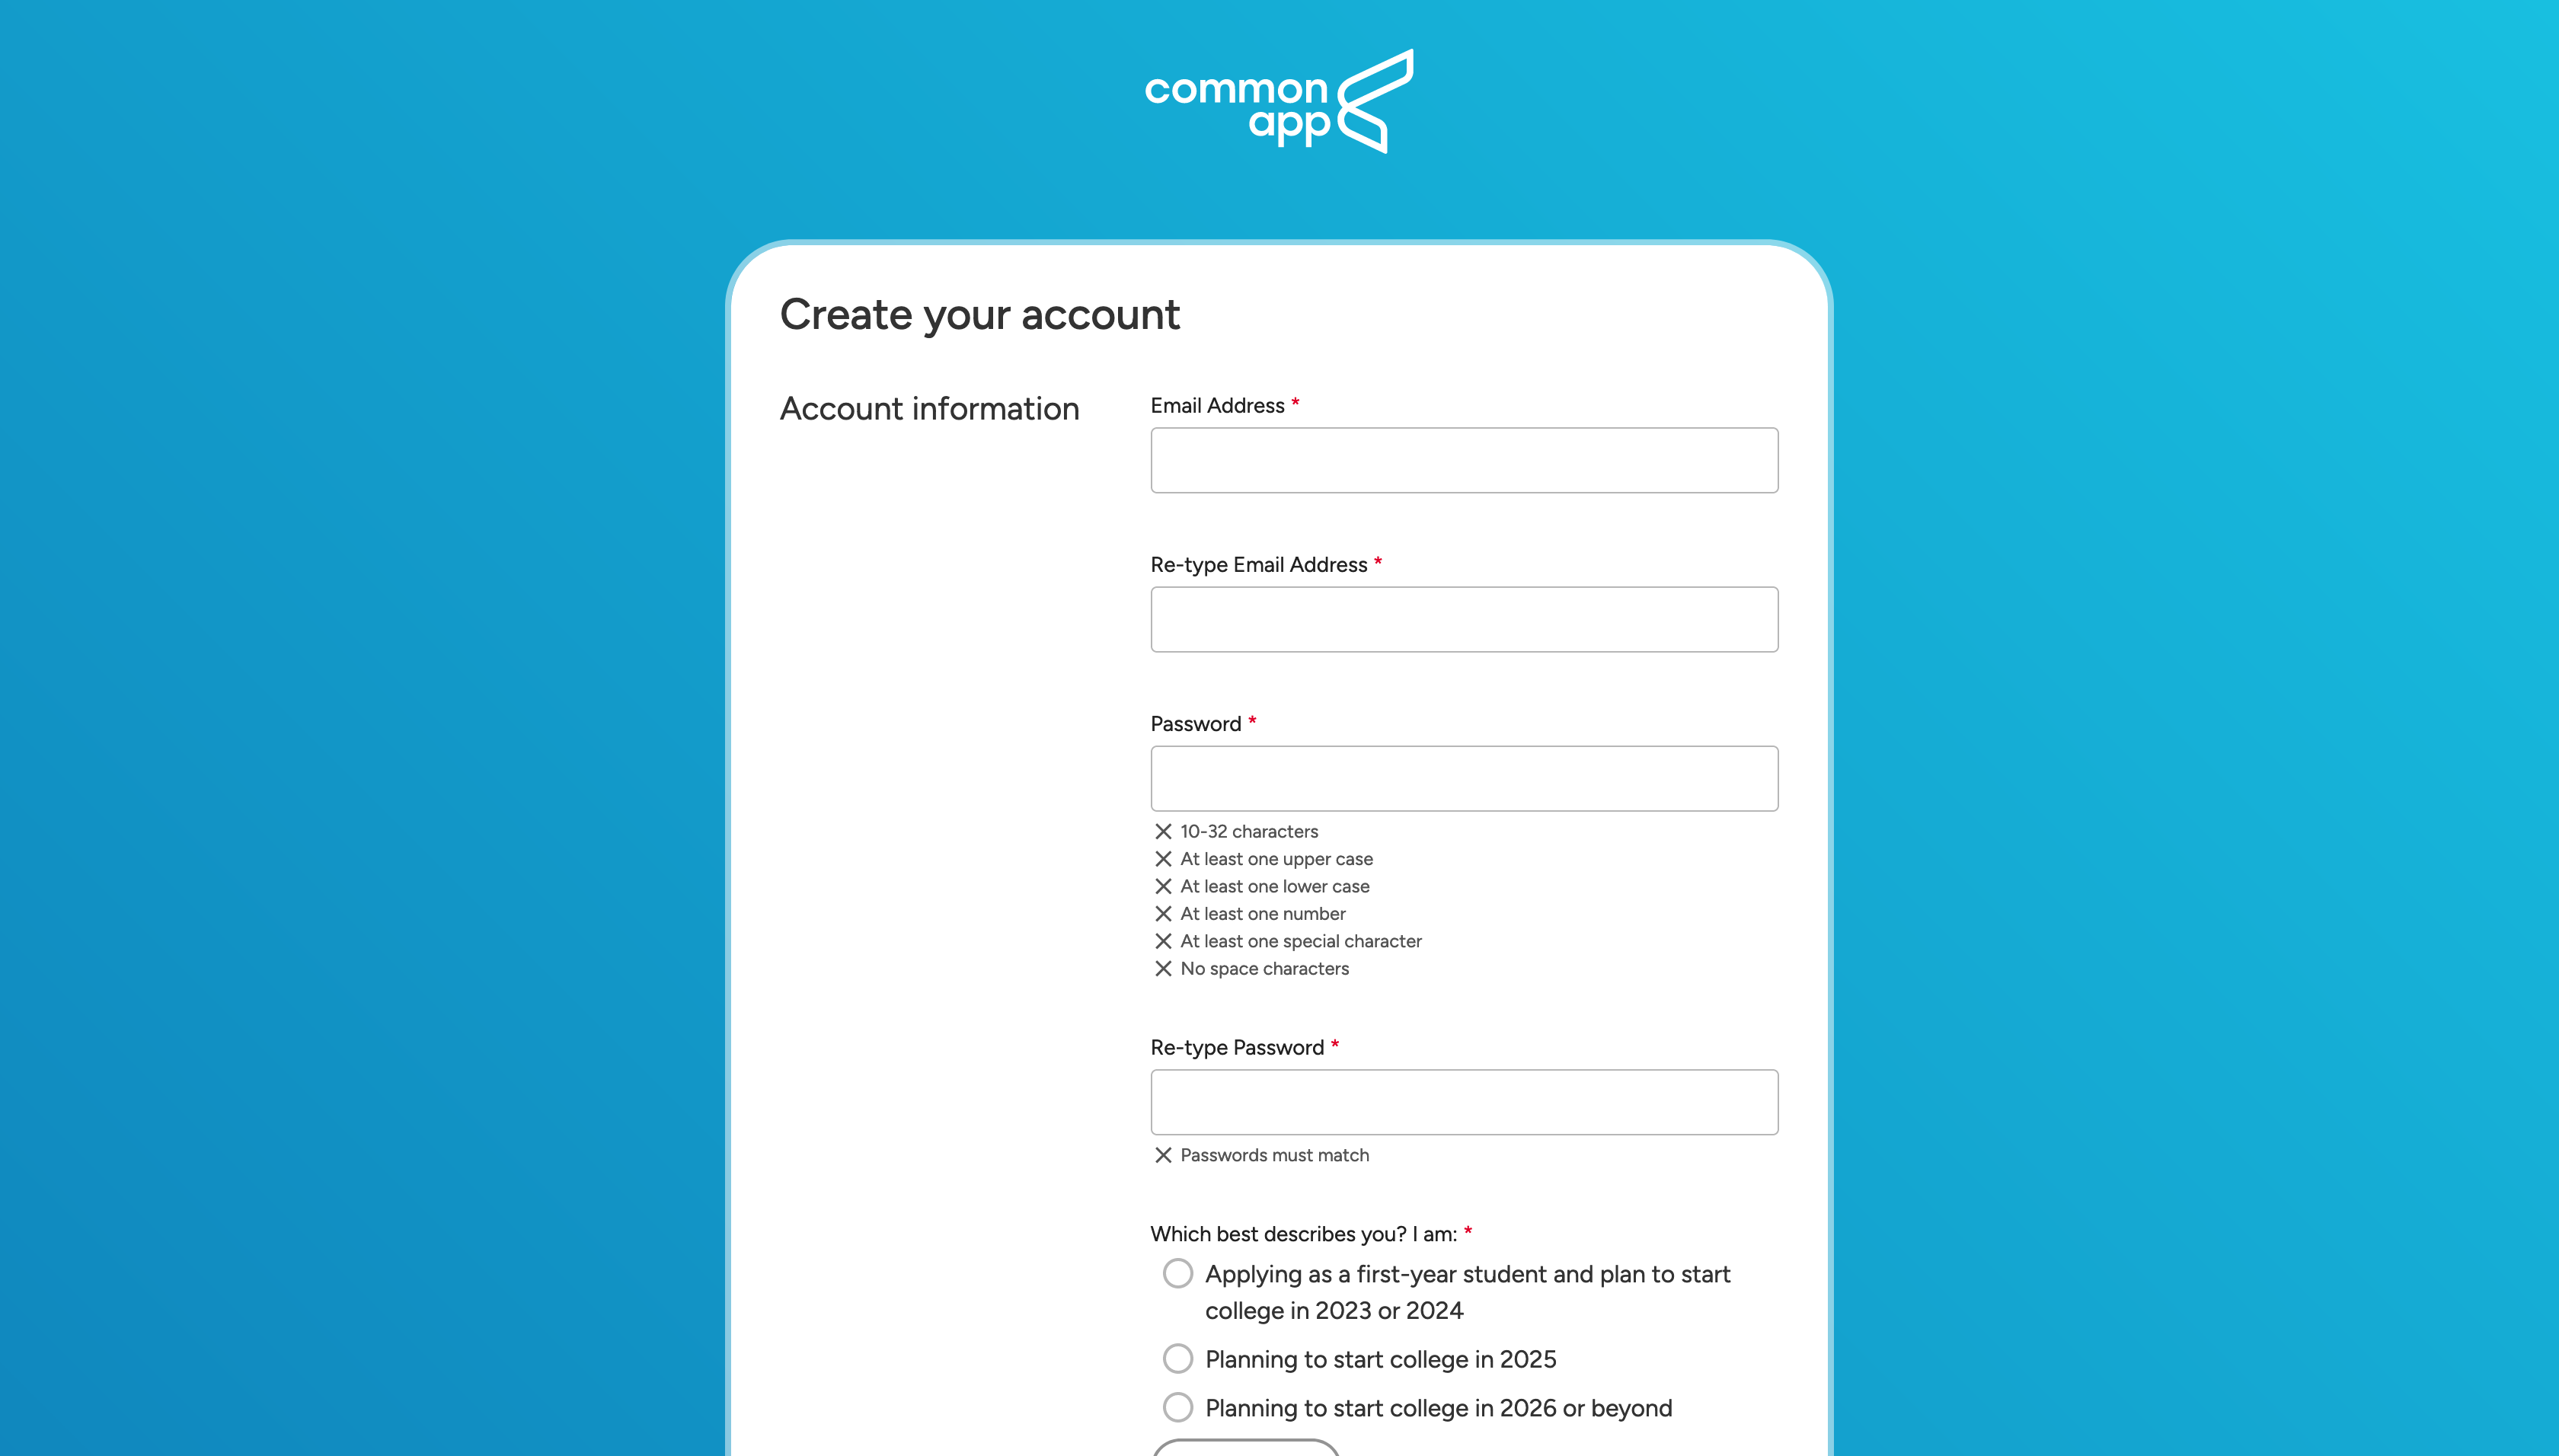 common
app
Create your account
Account information
Email Address *
Re-type Email Address *
Password *
10-32 characters
At least one upper case
At least one lower case
At least one number
At least one special character
No space characters
Re-type Password *
Passwords must match
Which best describes you? I am: *
Applying as a first-year student and plan to start
college in 2023 or 2024
Planning to start college in 2025
Planning to start college in 2026 or beyond